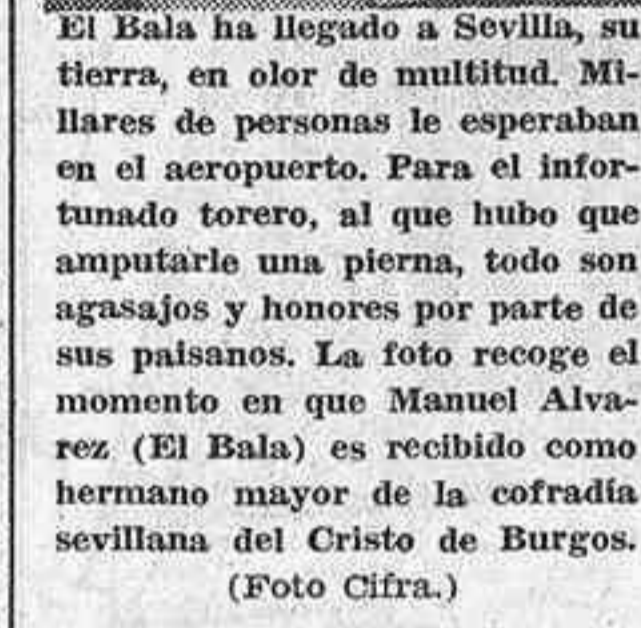 El Bala ha llegado a Sevilla, su
tierra, en olor de multitud. Mi-
llares de personas le esperaban
en el aeropuerto. Para el infor-
tunado torero, al que hubo que
amputarle una pierna, todo son
agasajos y honores por parte de
sus paisanos. La foto recoge el
momento en que Manuel Alva-
rez (El Bala) es recibido como
hermano mayor de la cofradía
sevillana del Cristo de Burgos.
(Foto Cifra.)